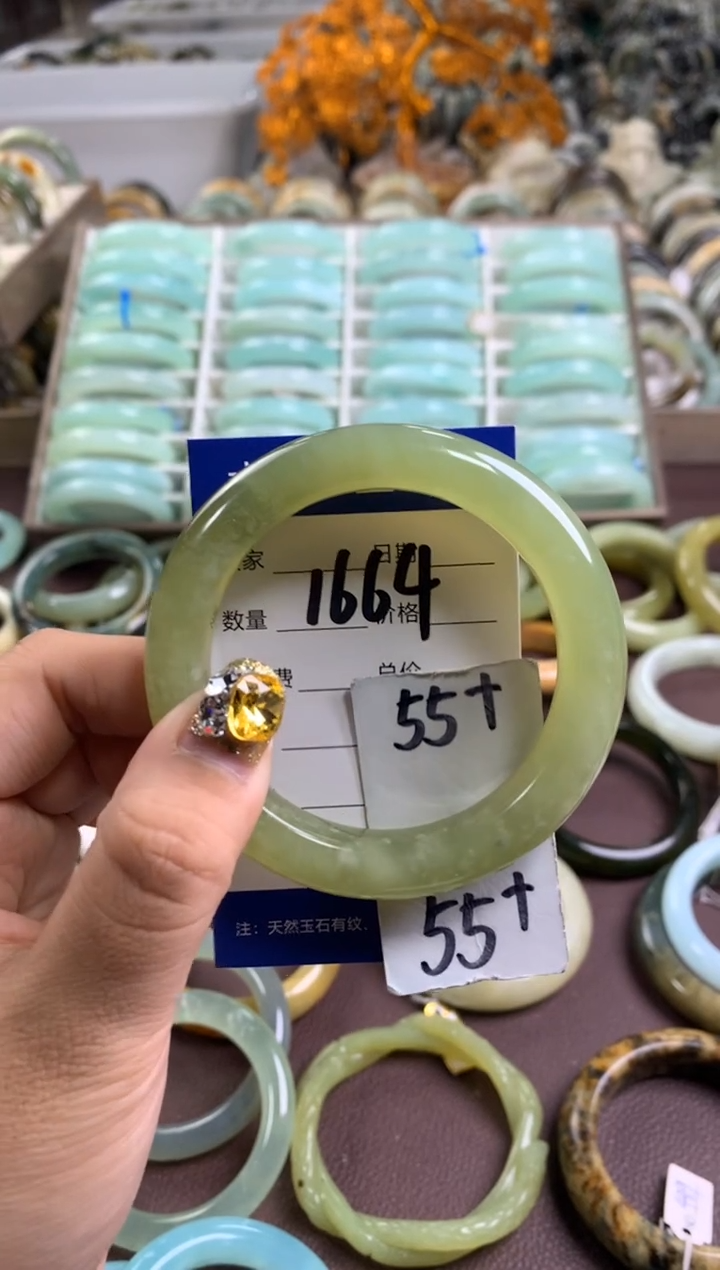 家 日期
1664
数量 价格
费 总价
55+
注：天然玉石有纹、
55+